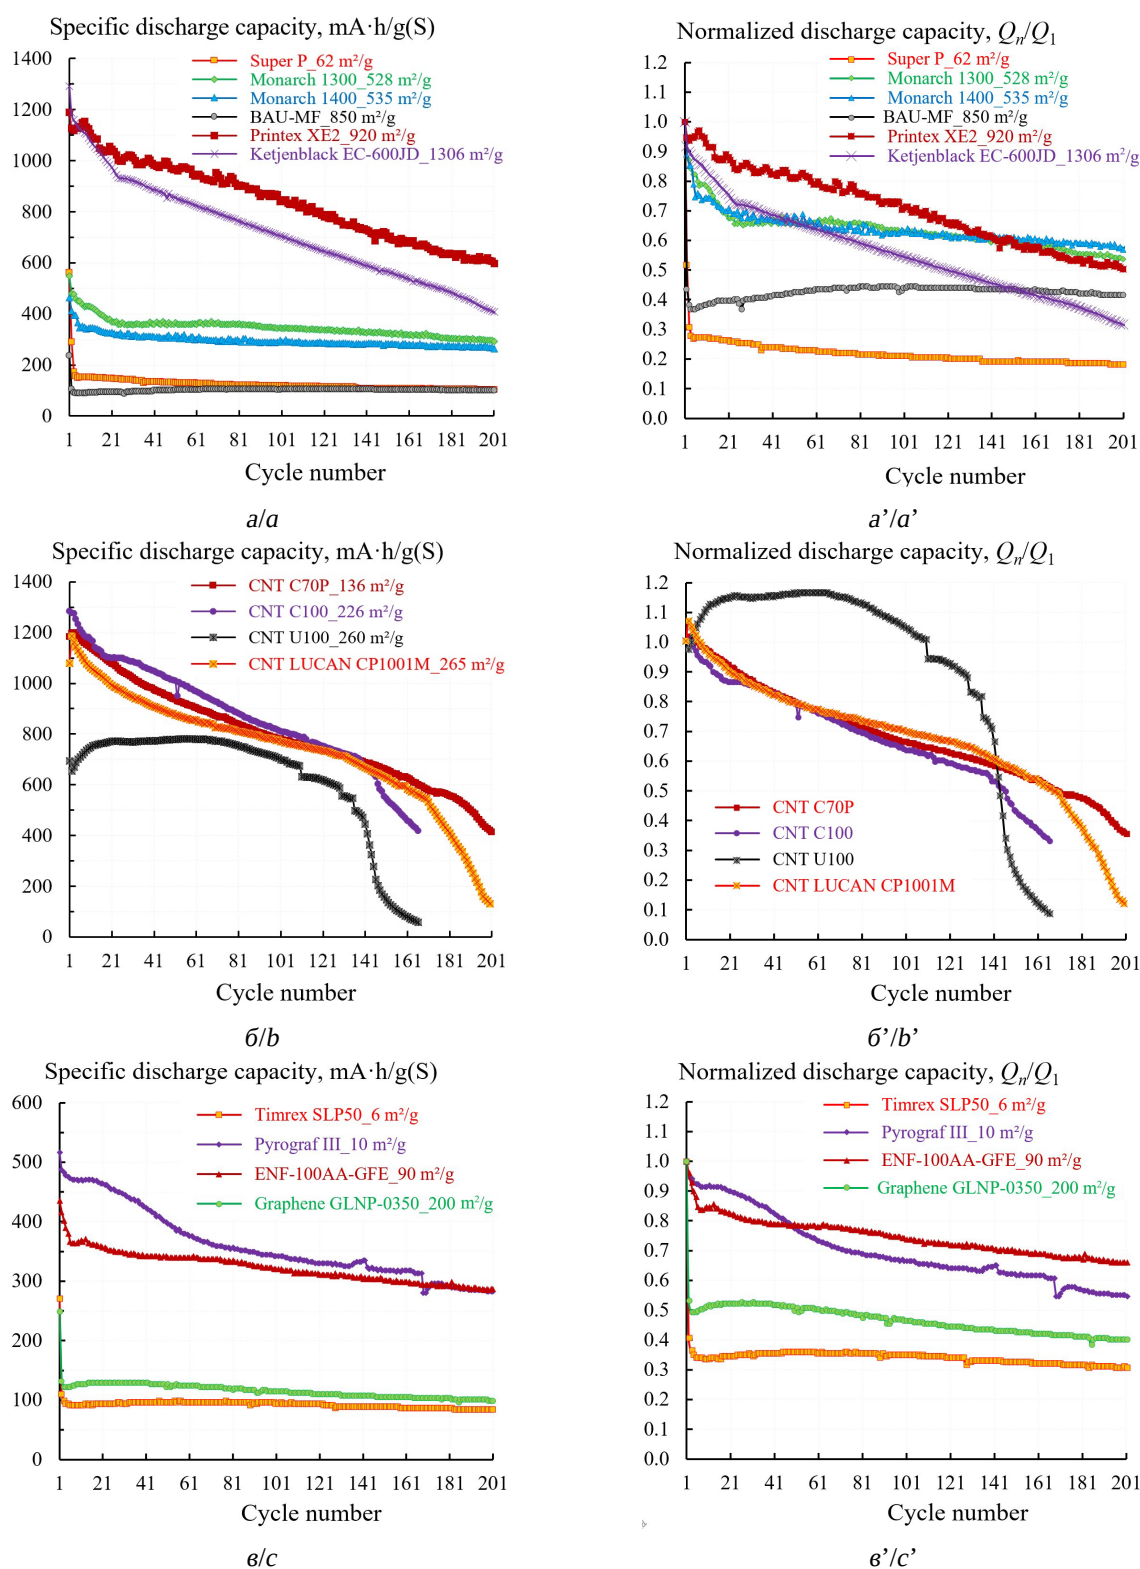 Specific discharge capacity, mA·h/g(S)
1400
1200
1000
800
600
400
200
0
Super P_62 m²/g
Monarch 1300_528 m²/g
Monarch 1400_535 m²/g
BAU-MF_850 m²/g
Printex XE2_920 m²/g
Ketjenblack EC-600JD_1306 m²/g
1 21 41 61 81 101 121 141 161 181 201
Cycle number
а/a
Normalized discharge capacity, Qn/Q1
1.2
1.1
1.0
0.9
0.8
0.7
0.6
0.5
0.4
0.3
0.2
0.1
0.0
Super P_62 m²/g
Monarch 1300_528 m²/g
Monarch 1400_535 m²/g
BAU-MF_850 m²/g
Printex XE2_920 m²/g
Ketjenblack EC-600JD_1306 m²/g
1 21 41 61 81 101 121 141 161 181 201
Cycle number
а’/a’
Specific discharge capacity, mA·h/g(S)
1400
1200
1000
800
600
400
200
0
CNT C70P_136 m²/g
CNT C100_226 m²/g
CNT U100_260 m²/g
CNT LUCAN CP1001M_265 m²/g
1 21 41 61 81 101 121 141 161 181 201
Cycle number
б/b
Normalized discharge capacity, Qn/Q1
1.2
1.1
1.0
0.9
0.8
0.7
0.6
0.5
0.4
0.3
0.2
0.1
0.0
CNT C70P
CNT C100
CNT U100
CNT LUCAN CP1001M
1 21 41 61 81 101 121 141 161 181 201
Cycle number
б’/b’
Specific discharge capacity, mA·h/g(S)
600
500
400
300
200
100
0
Timrex SLP50_6 m²/g
Pyrograf III_10 m²/g
ENF-100AA-GFE_90 m²/g
Graphene GLNP-0350_200 m²/g
1 21 41 61 81 101 121 141 161 181 201
Cycle number
в/c
Normalized discharge capacity, Qn/Q1
1.2
1.1
1.0
0.9
0.8
0.7
0.6
0.5
0.4
0.3
0.2
0.1
0.0
Timrex SLP50_6 m²/g
Pyrograf III_10 m²/g
ENF-100AA-GFE_90 m²/g
Graphene GLNP-0350_200 m²/g
1 21 41 61 81 101 121 141 161 181 201
Cycle number
в’/c’